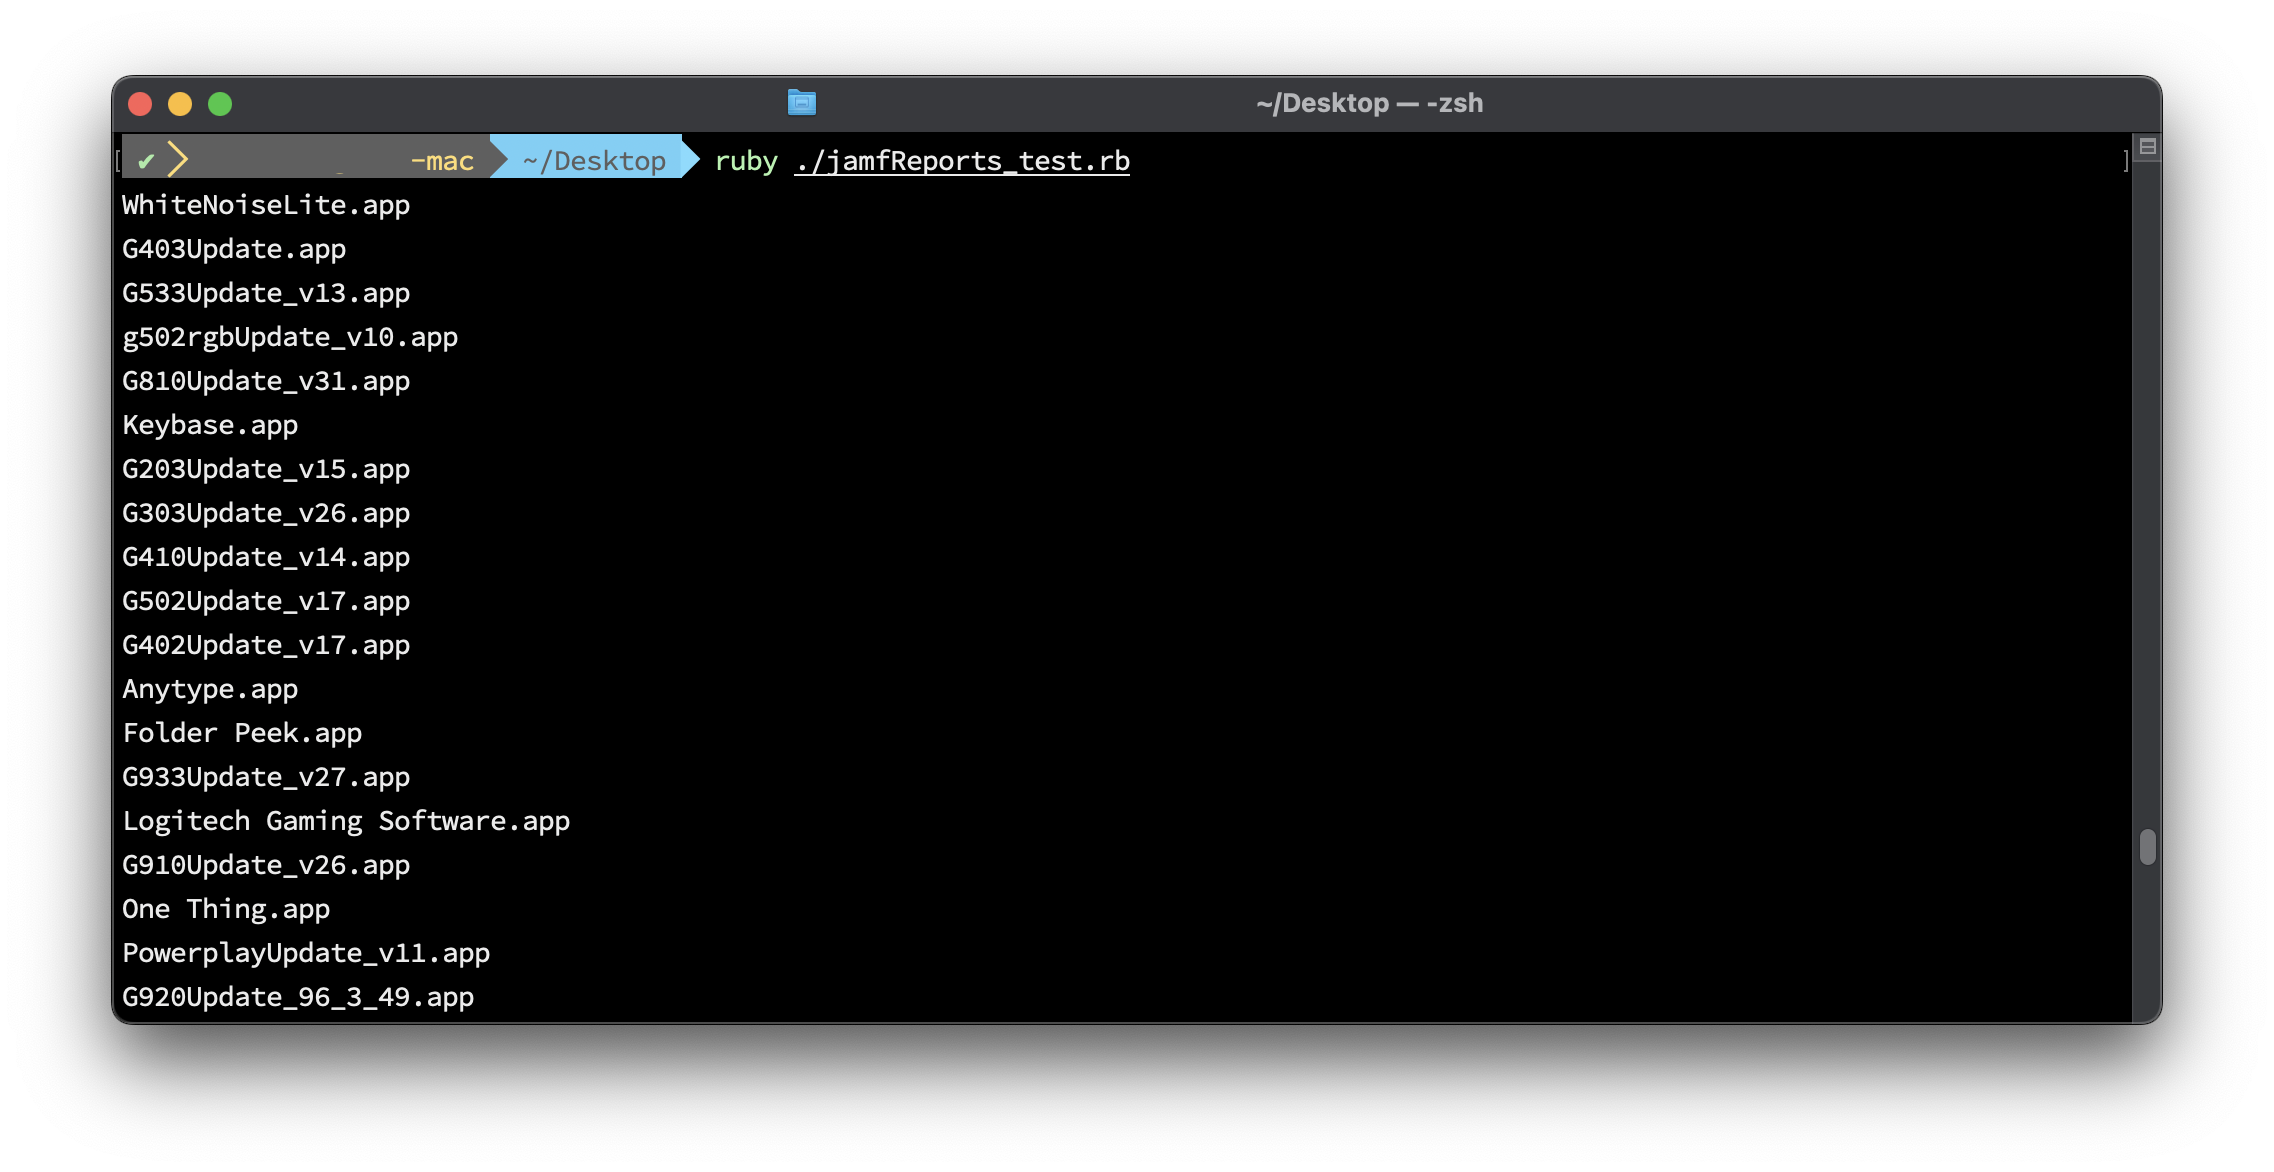 ~/Desktop — -zsh
[ ✔ -mac ~/Desktop ruby ./jamfReports_test.rb ]
WhiteNoiseLite.app
G403Update.app
G533Update_v13.app
g502rgbUpdate_v10.app
G810Update_v31.app
Keybase.app
G203Update_v15.app
G303Update_v26.app
G410Update_v14.app
G502Update_v17.app
G402Update_v17.app
Anytype.app
Folder Peek.app
G933Update_v27.app
Logitech Gaming Software.app
G910Update_v26.app
One Thing.app
PowerplayUpdate_v11.app
G920Update_96_3_49.app